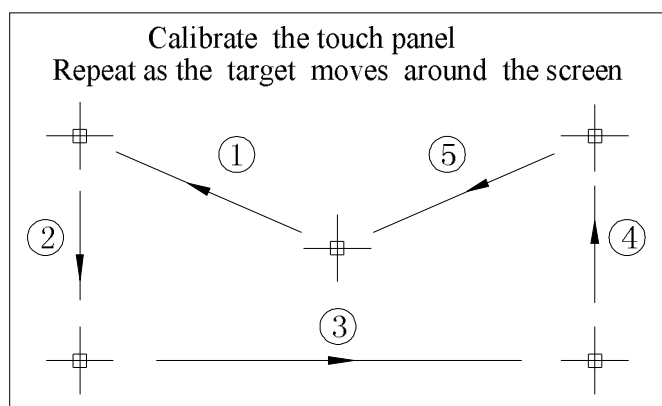 Calibrate the touch panel
Repeat as the target moves around the screen
① ⑤
② ④
③